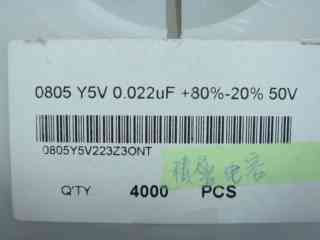 0805 Y5V 0.022uF +80%-20% 50V
0805Y5V223Z3ONT
Q'TY 4000 PCS
積層电容